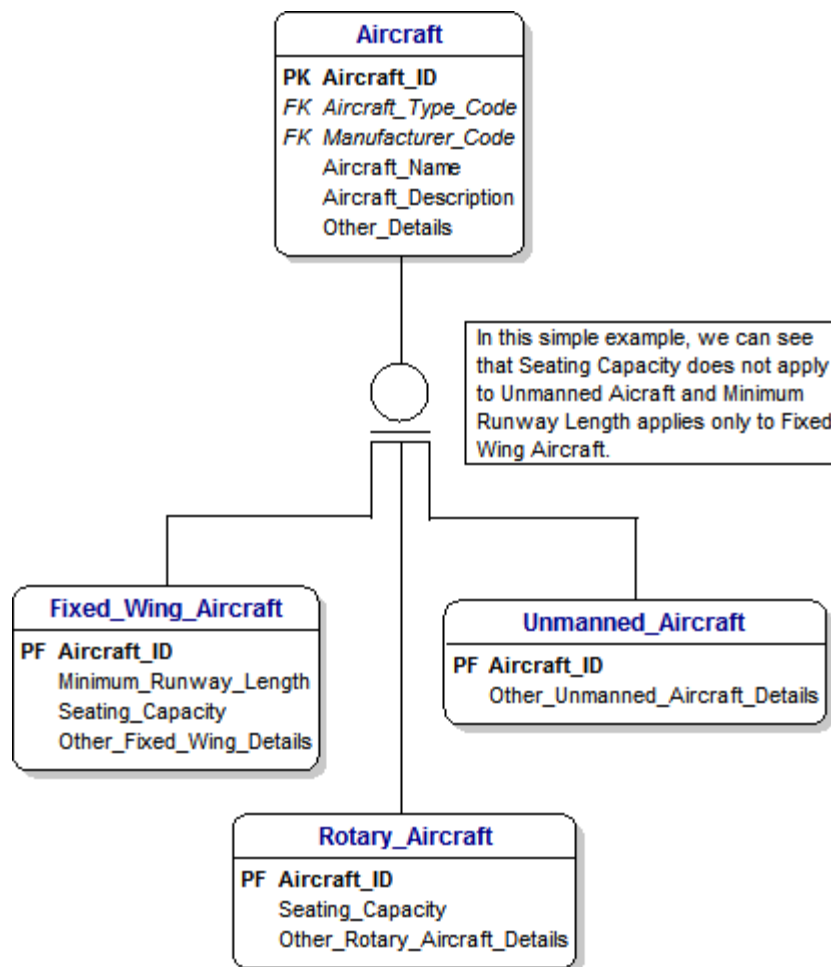 Aircraft
PK Aircraft_ID
FK Aircraft_Type_Code
FK Manufacturer_Code
Aircraft_Name
Aircraft_Description
Other_Details
In this simple example, we can see
that Seating Capacity does not apply
to Unmanned Aicraft and Minimum
Runway Length applies only to Fixed
Wing Aircraft.
Fixed_Wing_Aircraft
PF Aircraft_ID
Minimum_Runway_Length
Seating_Capacity
Other_Fixed_Wing_Details
Unmanned_Aircraft
PF Aircraft_ID
Other_Unmanned_Aircraft_Details
Rotary_Aircraft
PF Aircraft_ID
Seating_Capacity
Other_Rotary_Aircraft_Details